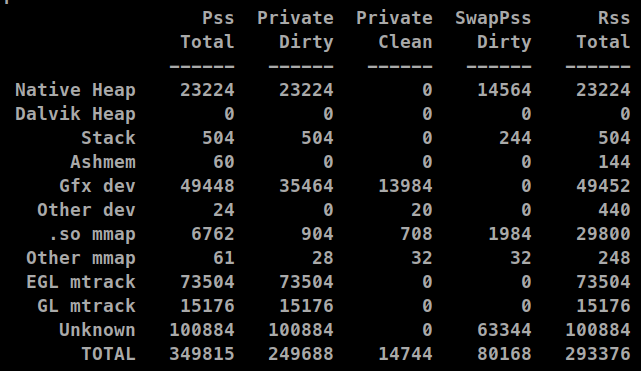 Pss Private Private SwapPss Rss
Total Dirty Clean Dirty Total
------ ------ ------ ------ ------
Native Heap 23224 23224 0 14564 23224
Dalvik Heap 0 0 0 0 0
Stack 504 504 0 244 504
Ashmem 60 0 0 0 144
Gfx dev 49448 35464 13984 0 49452
Other dev 24 0 20 0 440
.so mmap 6762 904 708 1984 29800
Other mmap 61 28 32 32 248
EGL mtrack 73504 73504 0 0 73504
GL mtrack 15176 15176 0 0 15176
Unknown 100884 100884 0 63344 100884
TOTAL 349815 249688 14744 80168 293376